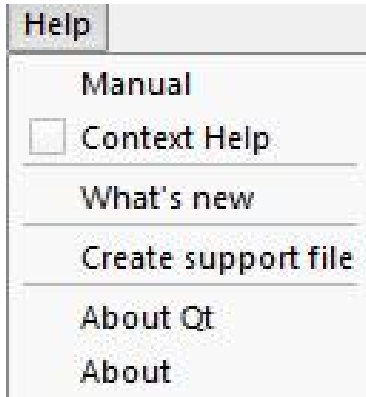 Help
Manual
Context Help
What's new
Create support file
About Qt
About